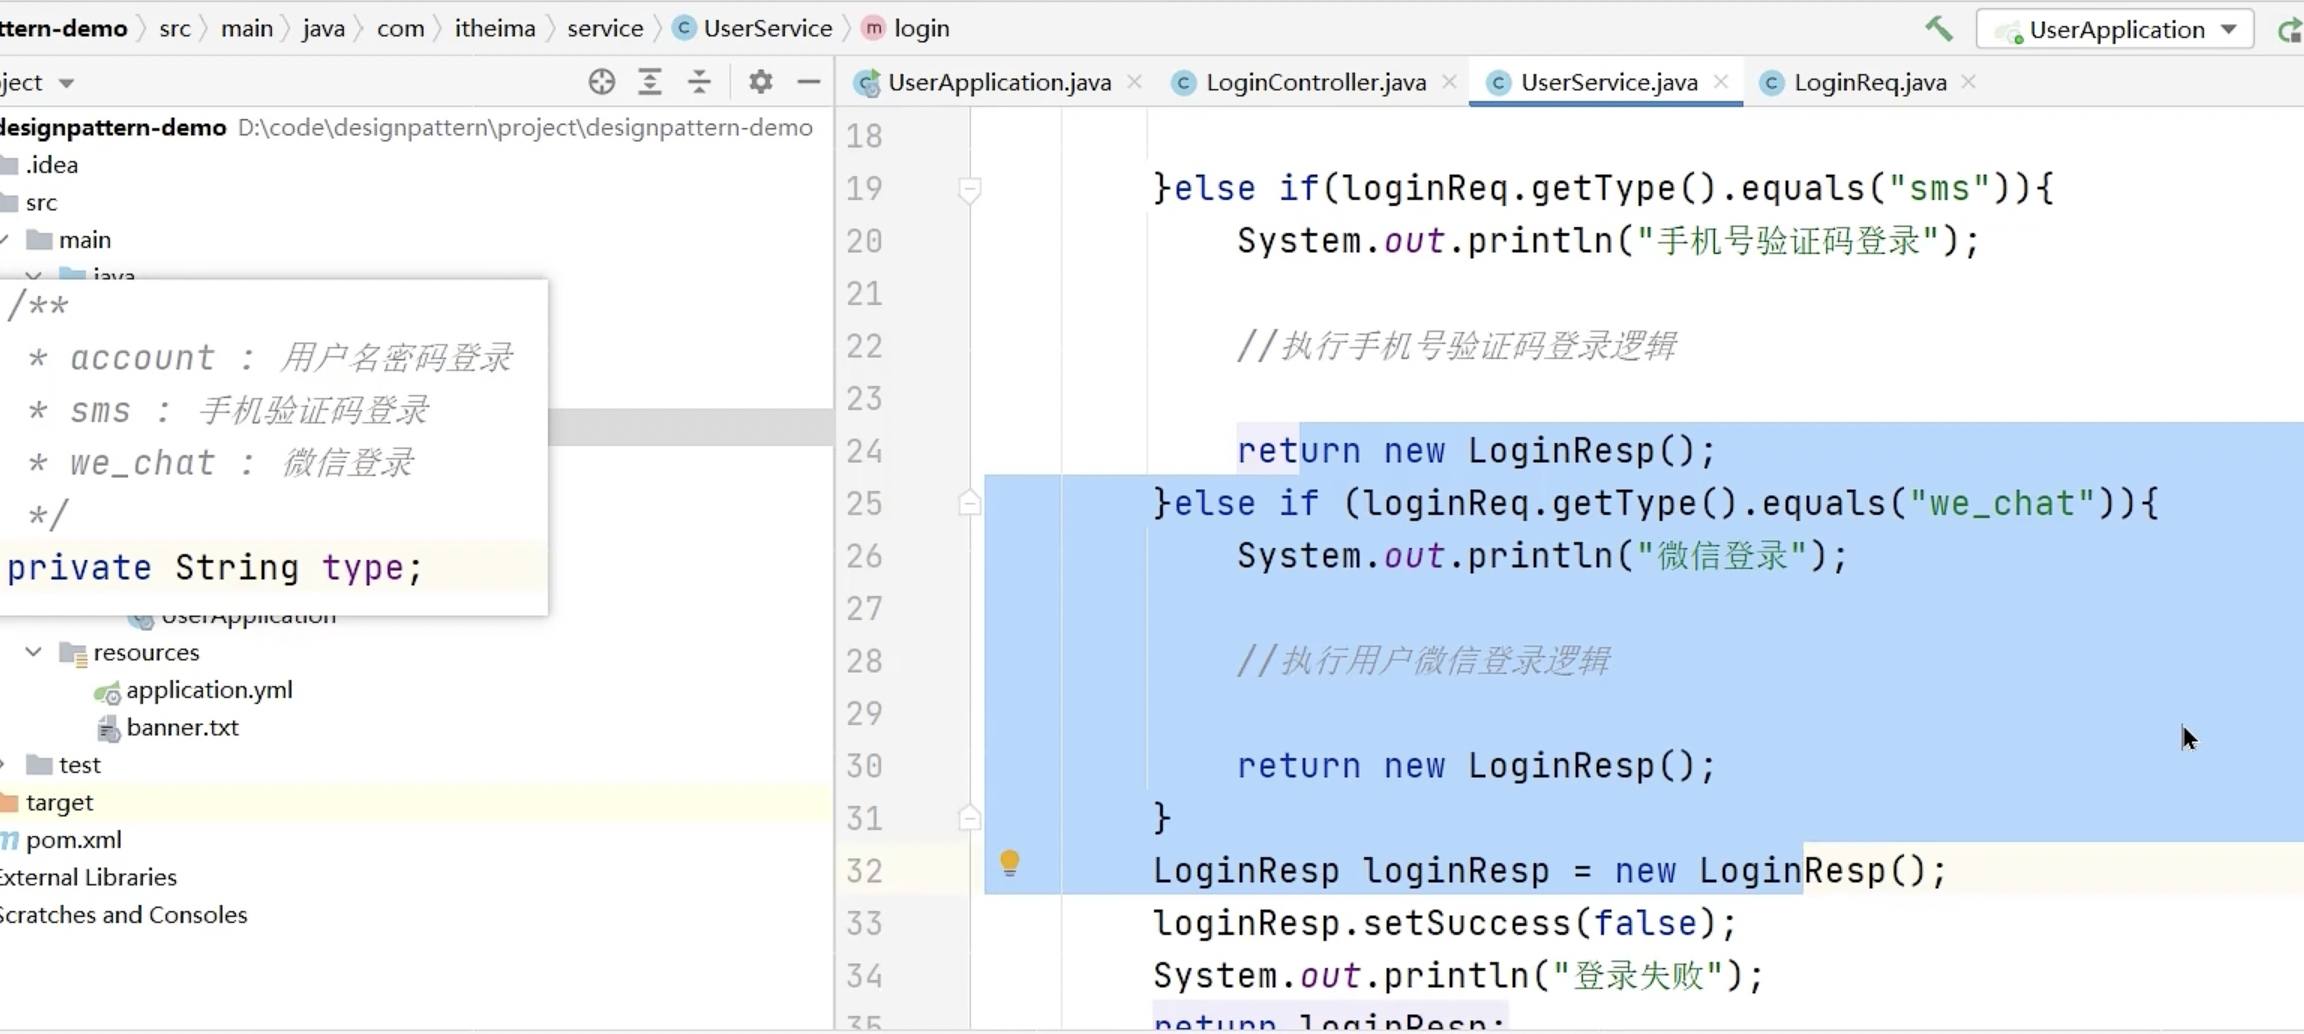 ttern-demo src main java com itheima service UserService login UserApplication
ject
UserApplication.java LoginController.java UserService.java LoginReq.java
designpattern-demo D:\code\designpattern\project\designpattern-demo
.idea
src
main
java
/**
* account : 用户名密码登录
* sms : 手机验证码登录
* we_chat : 微信登录
*/
private String type;
UserApplication
resources
application.yml
banner.txt
test
target
pom.xml
External Libraries
Scratches and Consoles
18
19 }else if(loginReq.getType().equals("sms")){
20 System.out.println("手机号验证码登录");
21
22 //执行手机号验证码登录逻辑
23
24 return new LoginResp();
25 }else if (loginReq.getType().equals("we_chat")){
26 System.out.println("微信登录");
27
28 //执行用户微信登录逻辑
29
30 return new LoginResp();
31 }
32 LoginResp loginResp = new LoginResp();
33 loginResp.setSuccess(false);
34 System.out.println("登录失败");
35 return loginResp;